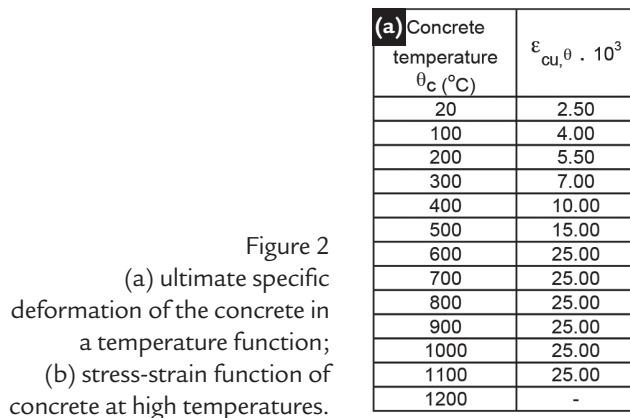 (a) Concrete
temperature
θc (°C)
εcu,θ . 10³
20 2.50
100 4.00
200 5.50
300 7.00
400 10.00
500 15.00
600 25.00
700 25.00
800 25.00
900 25.00
1000 25.00
1100 25.00
1200 -
Figure 2
(a) ultimate specific
deformation of the concrete in
a temperature function;
(b) stress-strain function of
concrete at high temperatures.